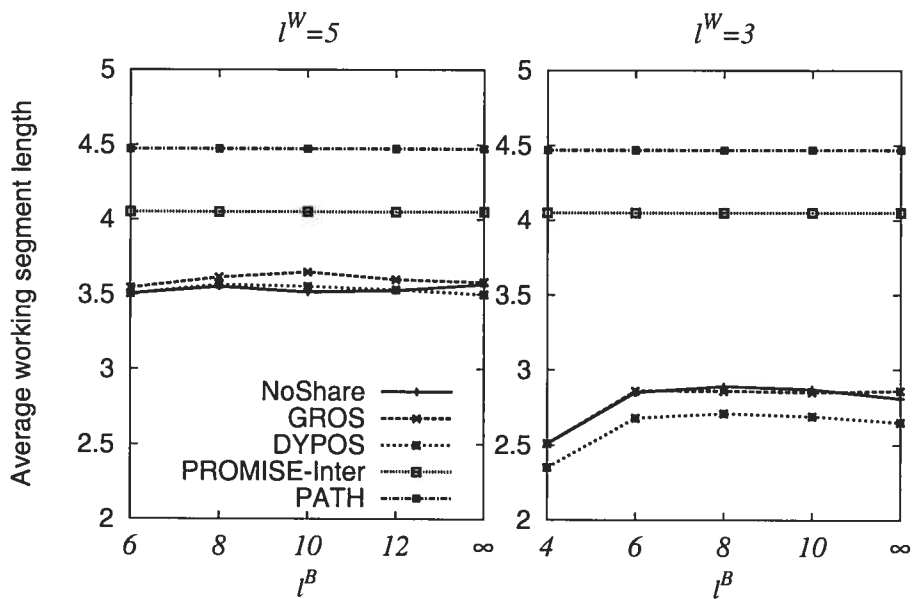 l^W=5
l^W=3
Average working segment length
5
4.5
4
3.5
3
2.5
2
NoShare
GROS
DYPOS
PROMISE-Inter
PATH
6 8 10 12 ∞
l^B
5
4.5
4
3.5
3
2.5
2
4 6 8 10 ∞
l^B